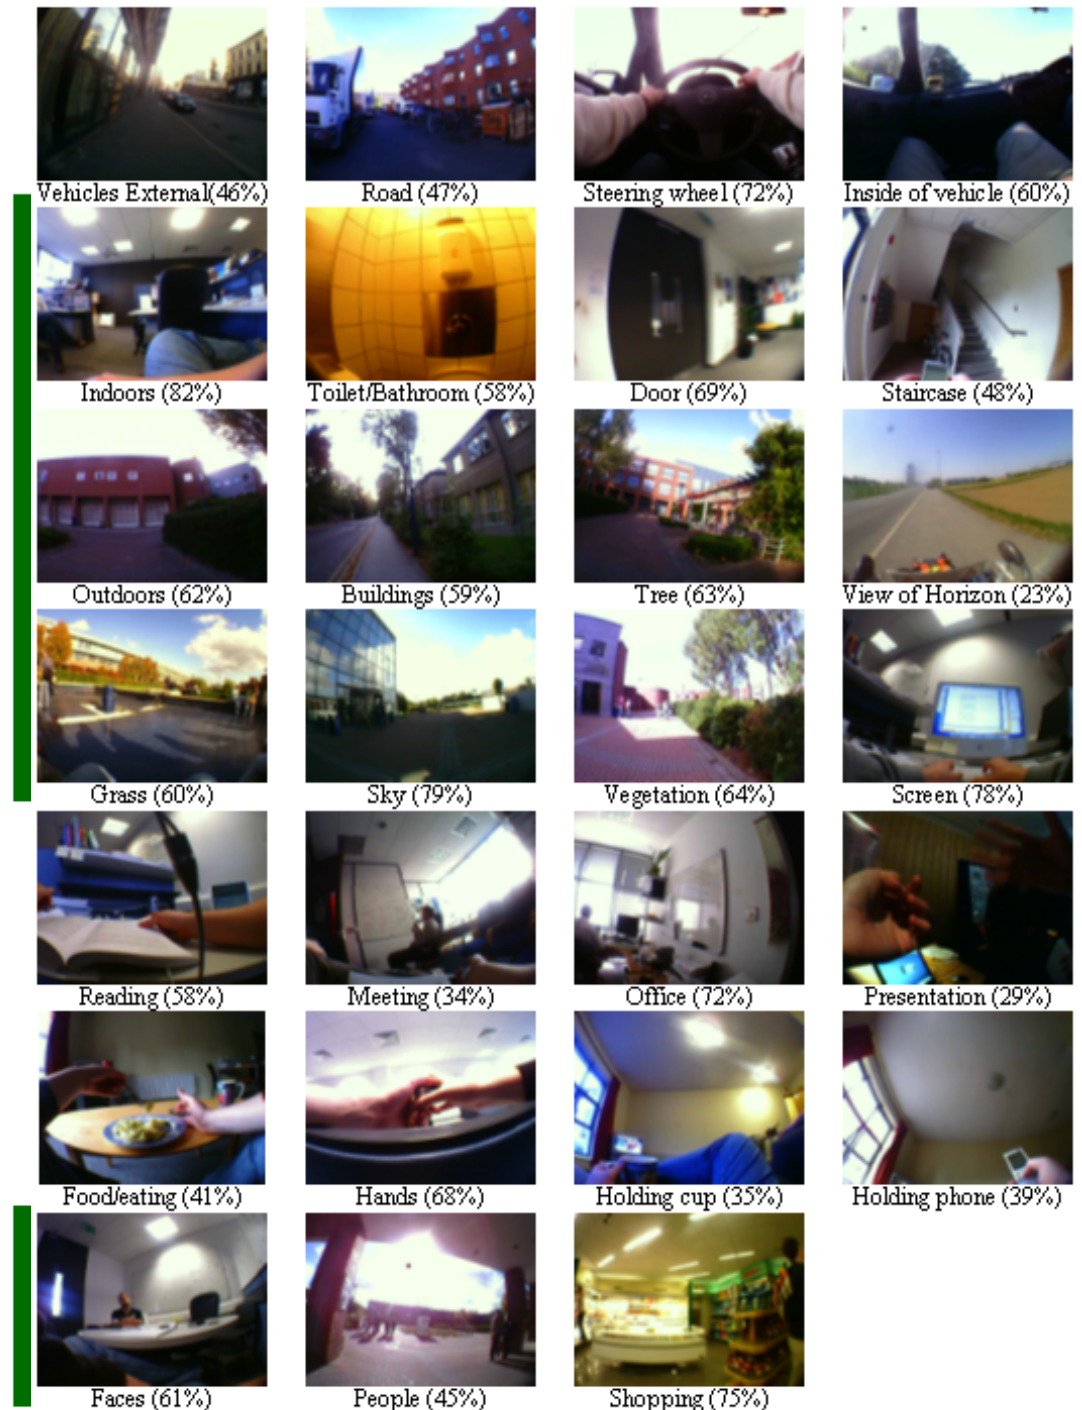 Vehicles External(46%) Road (47%) Steering wheel (72%) Inside of vehicle (60%)
Indoors (82%) Toilet/Bathroom (58%) Door (69%) Staircase (48%)
Outdoors (62%) Buildings (59%) Tree (63%) View of Horizon (23%)
Grass (60%) Sky (79%) Vegetation (64%) Screen (78%)
Reading (58%) Meeting (34%) Office (72%) Presentation (29%)
Food/eating (41%) Hands (68%) Holding cup (35%) Holding phone (39%)
Faces (61%) People (45%) Shopping (75%)